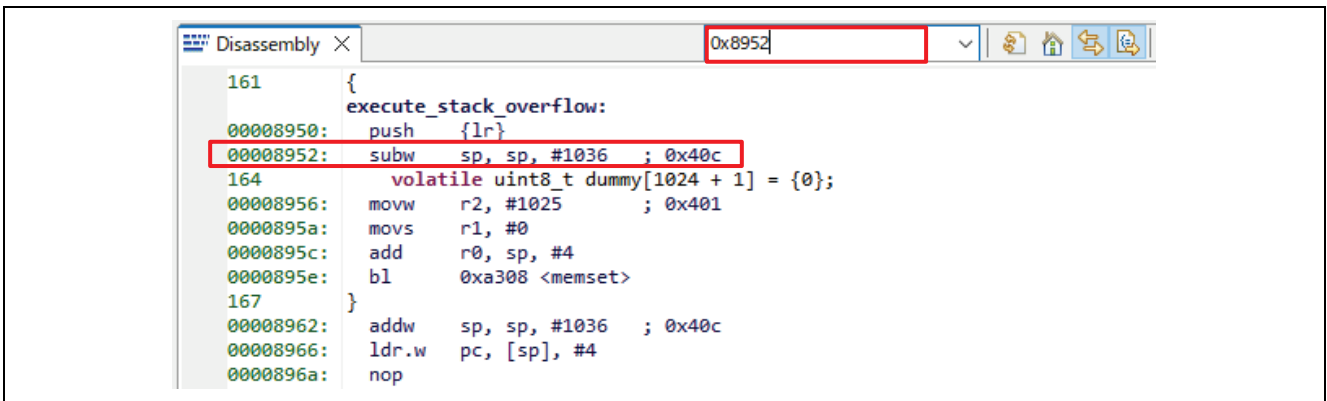 Disassembly
0x8952
161 {
execute_stack_overflow:
00008950: push {lr}
00008952: subw sp, sp, #1036 ; 0x40c
164 volatile uint8_t dummy[1024 + 1] = {0};
00008956: movw r2, #1025 ; 0x401
0000895a: movs r1, #0
0000895c: add r0, sp, #4
0000895e: bl 0xa308 <memset>
167 }
00008962: addw sp, sp, #1036 ; 0x40c
00008966: ldr.w pc, [sp], #4
0000896a: nop